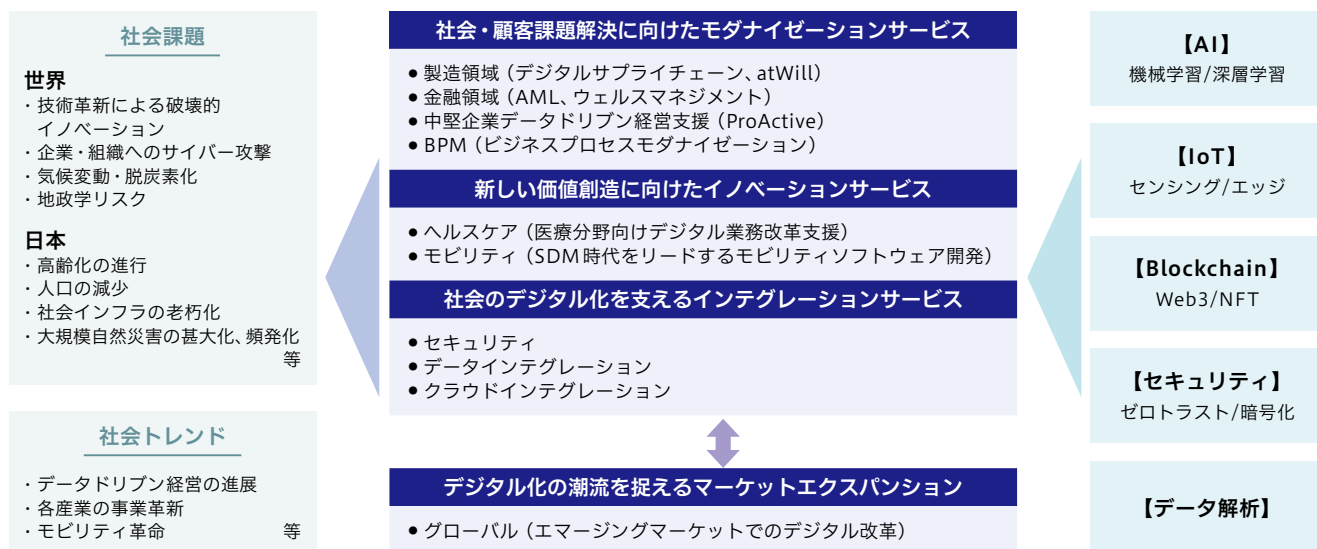 社会課題
世界
・技術革新による破壊的
イノベーション
・企業・組織へのサイバー攻撃
・気候変動・脱炭素化
・地政学リスク
日本
・高齢化の進行
・人口の減少
・社会インフラの老朽化
・大規模自然災害の甚大化、頻発化
等
社会トレンド
・データドリブン経営の進展
・各産業の事業革新
・モビリティ革命 等
社会・顧客課題解決に向けたモダナイゼーションサービス
●製造領域（デジタルサプライチェーン、atWill）
●金融領域（AML、ウェルスマネジメント）
●中堅企業データドリブン経営支援（ProActive）
●BPM（ビジネスプロセスモダナイゼーション）
新しい価値創造に向けたイノベーションサービス
●ヘルスケア（医療分野向けデジタル業務改革支援）
●モビリティ（SDM時代をリードするモビリティソフトウェア開発）
社会のデジタル化を支えるインテグレーションサービス
●セキュリティ
●データインテグレーション
●クラウドインテグレーション
デジタル化の潮流を捉えるマーケットエクスパンション
●グローバル（エマージングマーケットでのデジタル改革）
【AI】
機械学習/深層学習
【IoT】
センシング/エッジ
【Blockchain】
Web3/NFT
【セキュリティ】
ゼロトラスト/暗号化
【データ解析】